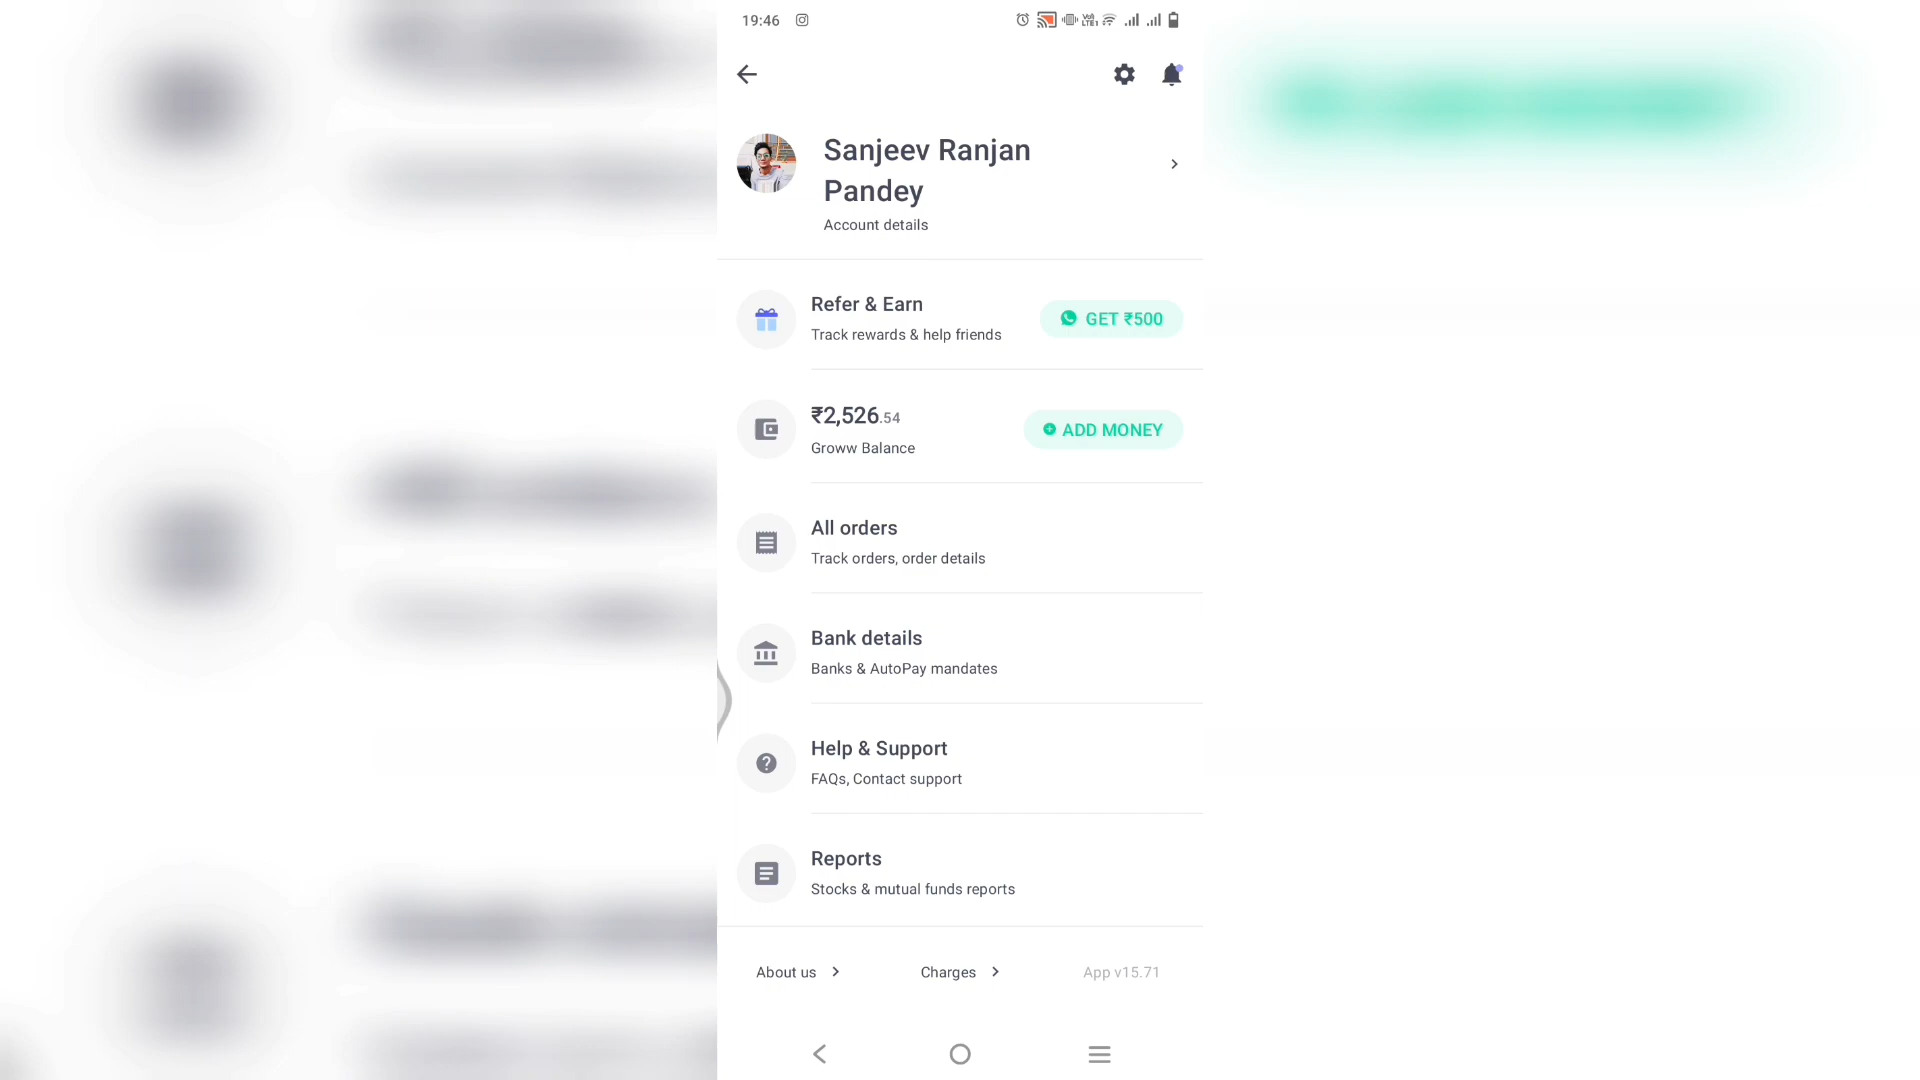 19:46
Sanjeev Ranjan
Pandey
Account details
Refer & Earn
Track rewards & help friends
GET ₹500
₹2,526.54
Groww Balance
ADD MONEY
All orders
Track orders, order details
Bank details
Banks & AutoPay mandates
Help & Support
FAQs, Contact support
Reports
Stocks & mutual funds reports
About us
Charges
App v15.71